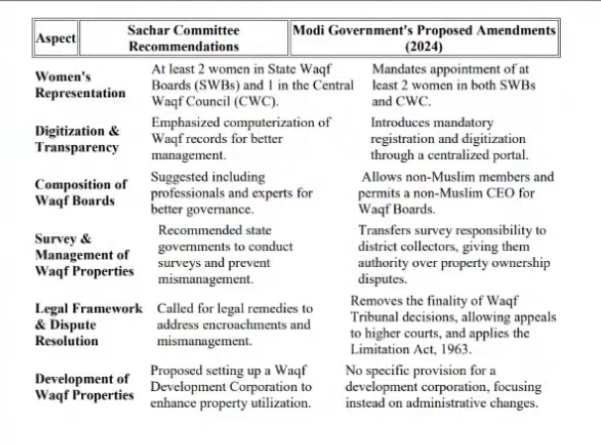 Aspect
Sachar Committee
Recommendations
Modi Government's Proposed Amendments
(2024)
Women's
Representation
At least 2 women in State Waqf
Boards (SWBs) and 1 in the Central
Waqf Council (CWC).
Mandates appointment of at
least 2 women in both SWBs
and CWC.
Digitization &
Transparency
Emphasized computerization of
Waqf records for better
management.
Introduces mandatory
registration and digitization
through a centralized portal.
Composition of
Waqf Boards
Suggested including
professionals and experts for
better governance.
Allows non-Muslim members and
permits a non-Muslim CEO for
Waqf Boards.
Survey &
Management of
Waqf Properties
Recommended state
governments to conduct
surveys and prevent
mismanagement.
Transfers survey responsibility to
district collectors, giving them
authority over property ownership
disputes.
Legal Framework
& Dispute
Resolution
Called for legal remedies to
address encroachments and
mismanagement.
Removes the finality of Waqf
Tribunal decisions, allowing appeals
to higher courts, and applies the
Limitation Act, 1963.
Development of
Waqf Properties
Proposed setting up a Waqf
Development Corporation to
enhance property utilization.
No specific provision for a
development corporation, focusing
instead on administrative changes.